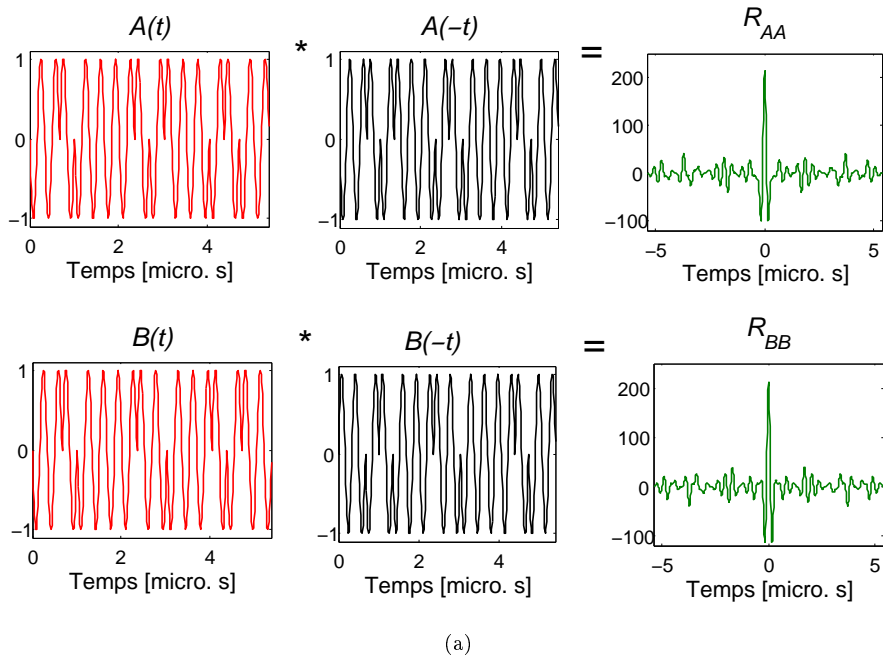 A(t) * A(−t) = R_AA
1
0
−1
0 2 4
Temps [micro. s]
1
0
−1
0 2 4
Temps [micro. s]
200
100
0
−100
−5 0 5
Temps [micro. s]
B(t) * B(−t) = R_BB
1
0
−1
0 2 4
Temps [micro. s]
1
0
−1
0 2 4
Temps [micro. s]
200
100
0
−100
−5 0 5
Temps [micro. s]
(a)